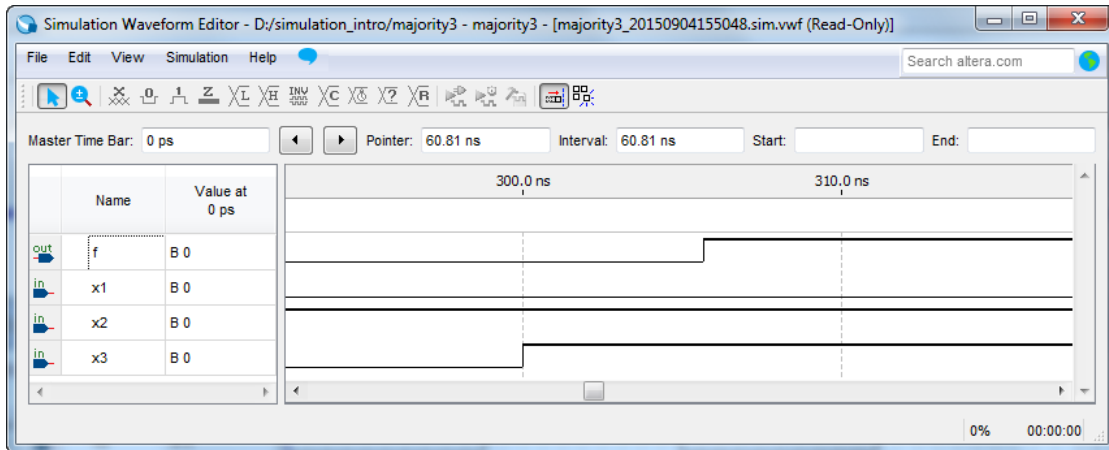 Simulation Waveform Editor - D:/simulation_intro/majority3 - majority3 - [majority3_20150904155048.sim.vwf (Read-Only)]
File Edit View Simulation Help
Search altera.com
Master Time Bar: 0 ps Pointer: 60.81 ns Interval: 60.81 ns Start: End:
Name
Value at
0 ps
300.0 ns 310.0 ns
out f B 0
in x1 B 0
in x2 B 0
in x3 B 0
0% 00:00:00